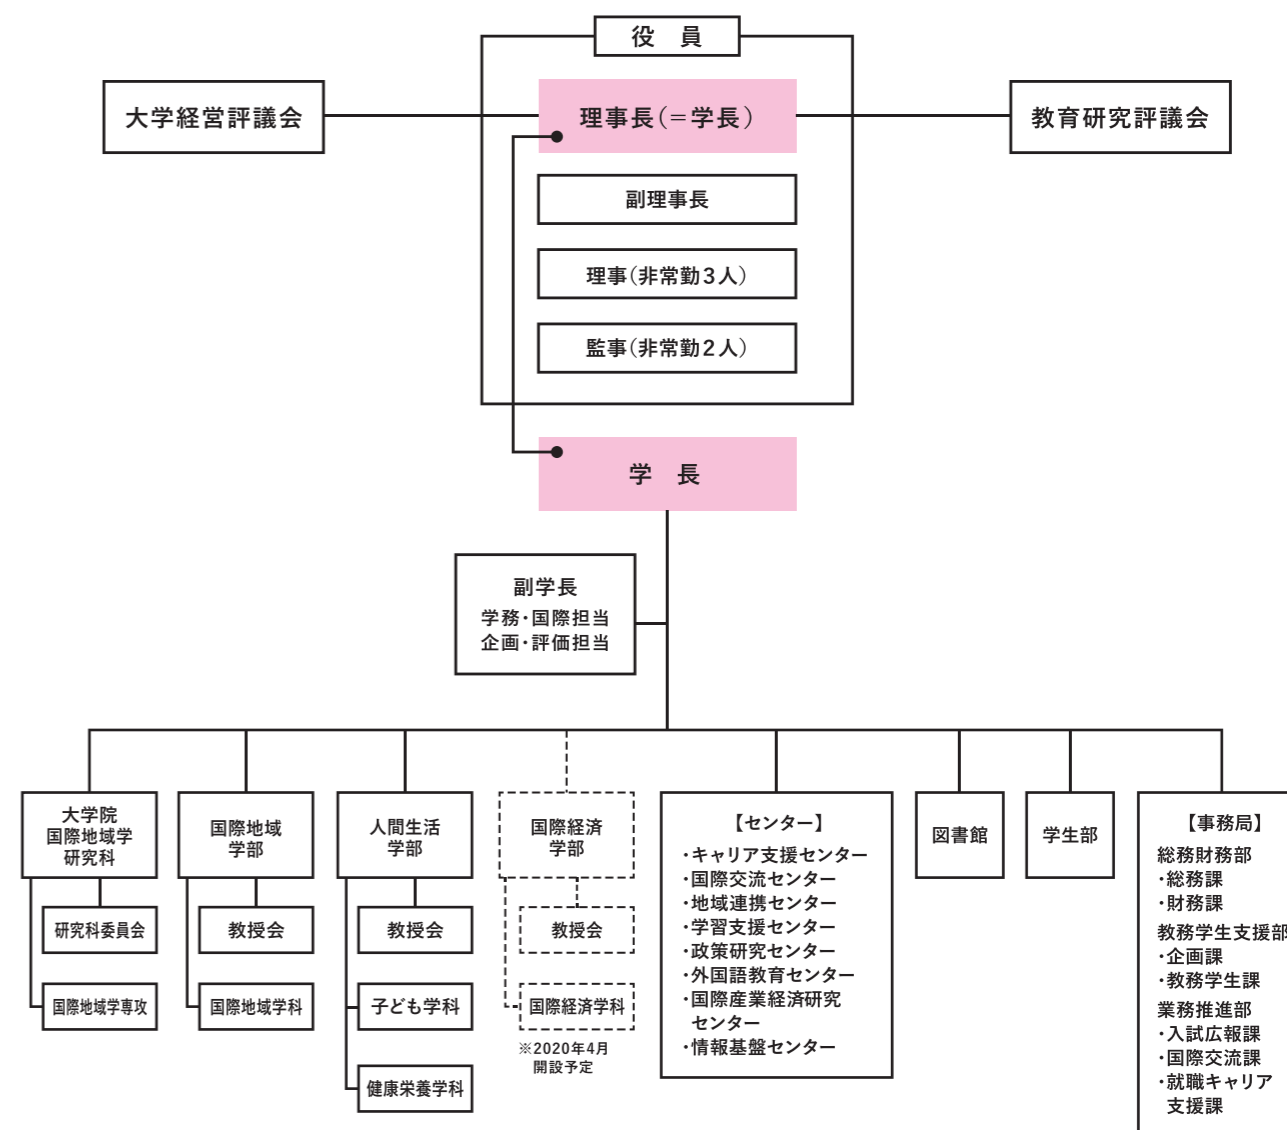 役　員
大学経営評議会
理事長（＝学長）
教育研究評議会
副理事長
理事（非常勤3人）
監事（非常勤2人）
学　長
副学長
学務・国際担当
企画・評価担当
大学院
国際地域学
研究科
研究科委員会
国際地域学専攻
国際地域
学部
教授会
国際地域学科
人間生活
学部
教授会
子ども学科
健康栄養学科
国際経済
学部
教授会
国際経済学科
※2020年4月
開設予定
【センター】
・キャリア支援センター
・国際交流センター
・地域連携センター
・学習支援センター
・政策研究センター
・外国語教育センター
・国際産業経済研究
センター
・情報基盤センター
図書館
学生部
【事務局】
総務財務部
・総務課
・財務課
教務学生支援部
・企画課
・教務学生課
業務推進部
・入試広報課
・国際交流課
・就職キャリア
支援課